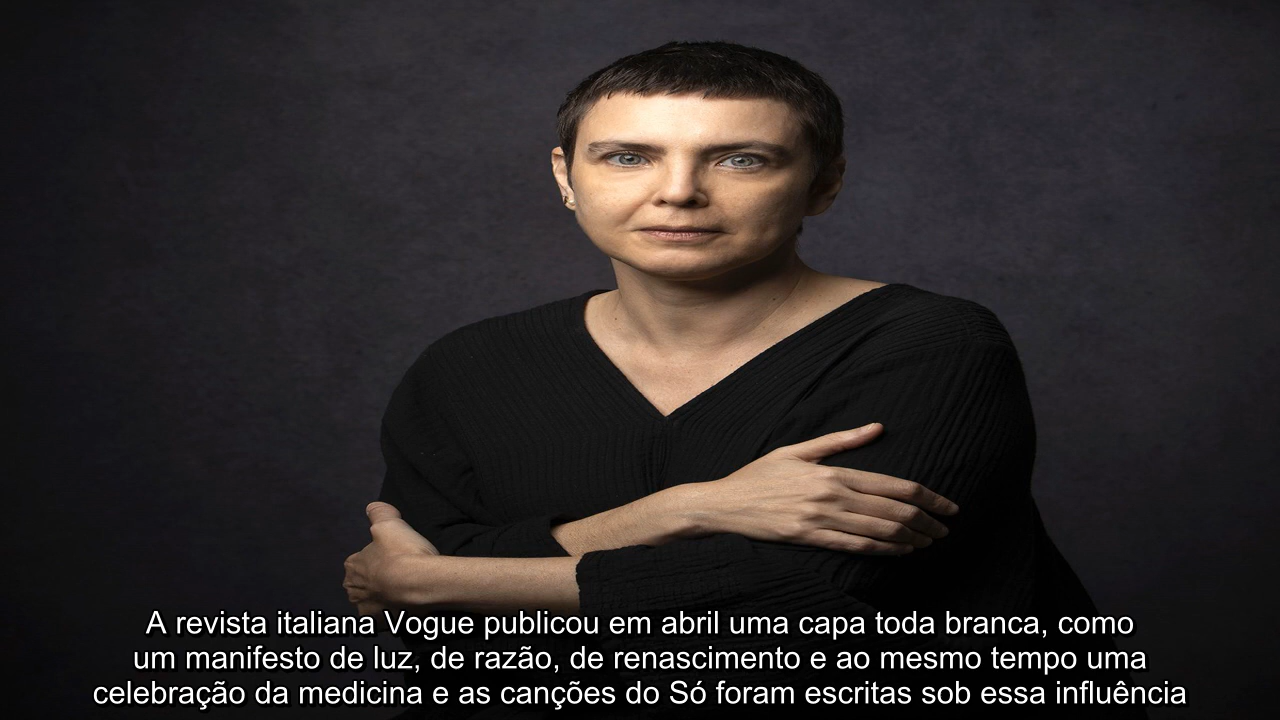 A revista italiana Vogue publicou em abril uma capa toda branca, como
um manifesto de luz, de razão, de renascimento e ao mesmo tempo uma
celebração da medicina e as canções do Só foram escritas sob essa influência